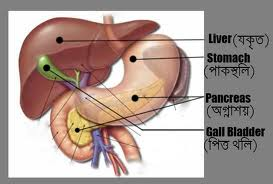 Liver(যকৃত)
Stomach
(পাকস্থলি)
Pancreas
(অগ্নাশয়)
Gall Bladder
(পিত্ত থলি)